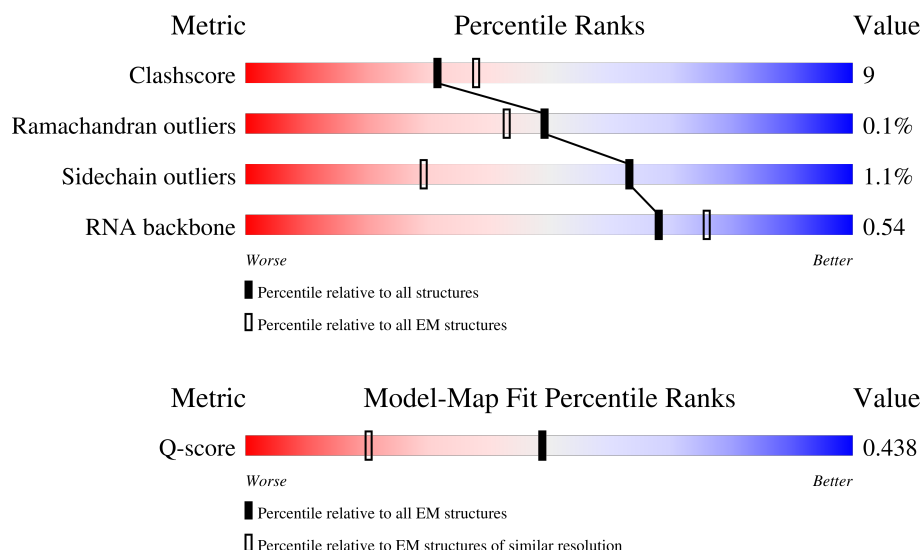 Metric Percentile Ranks Value
Clashscore 9
Ramachandran outliers 0.1%
Sidechain outliers 1.1%
RNA backbone 0.54
Worse Better
Percentile relative to all structures
Percentile relative to all EM structures
Metric Model-Map Fit Percentile Ranks Value
Q-score 0.438
Worse Better
Percentile relative to all EM structures
Percentile relative to EM structures of similar resolution